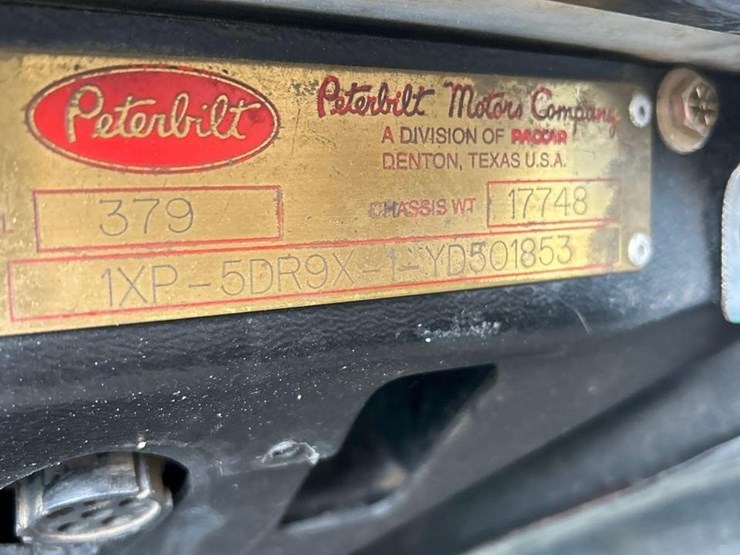 Peterbilt
Peterbilt Motors Company
A DIVISION OF PACCAR
DENTON, TEXAS U.S.A.
379
CHASSIS WT 17748
1XP-5DR9X-1-YD501853